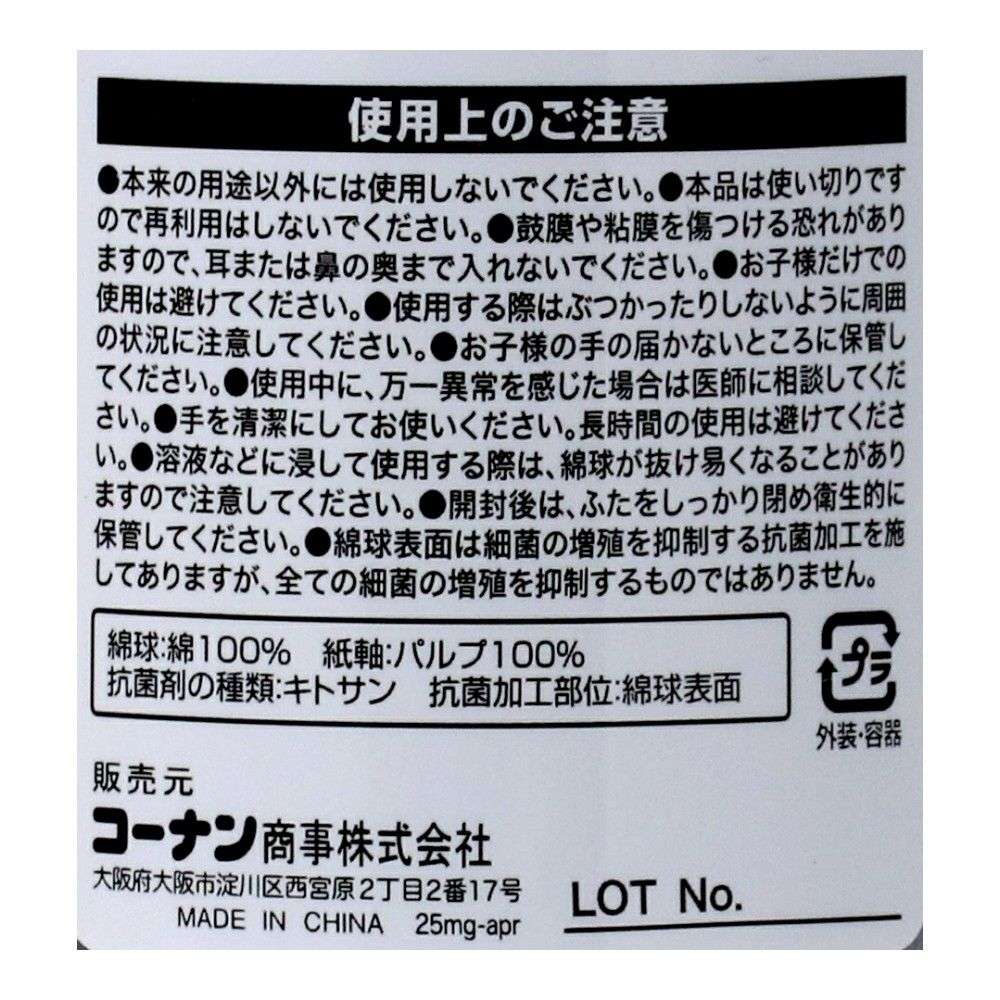 使用上のご注意
●本来の用途以外には使用しないでください。●本品は使い切りです
ので再利用はしないでください。●鼓膜や粘膜を傷つける恐れがあり
ますので、耳または鼻の奥まで入れないでください。●お子様だけでの
使用は避けてください。●使用する際はぶつかったりしないように周囲
の状況に注意してください。●お子様の手の届かないところに保管し
てください。●使用中に、万一異常を感じた場合は医師に相談してくだ
さい。●手を清潔にしてお使いください。長時間の使用は避けてくださ
い。●溶液などに浸して使用する際は、綿球が抜け易くなることがあり
ますので注意してください。●開封後は、ふたをしっかり閉め衛生的に
保管してください。●綿球表面は細菌の増殖を抑制する抗菌加工を施
してありますが、全ての細菌の増殖を抑制するものではありません。
綿球:綿100% 紙軸:パルプ100%
抗菌剤の種類:キトサン 抗菌加工部位:綿球表面
プラ
外装・容器
販売元
コーナン商事株式会社
大阪府大阪市淀川区西宮原2丁目2番17号
MADE IN CHINA 25mg-apr
LOT No.